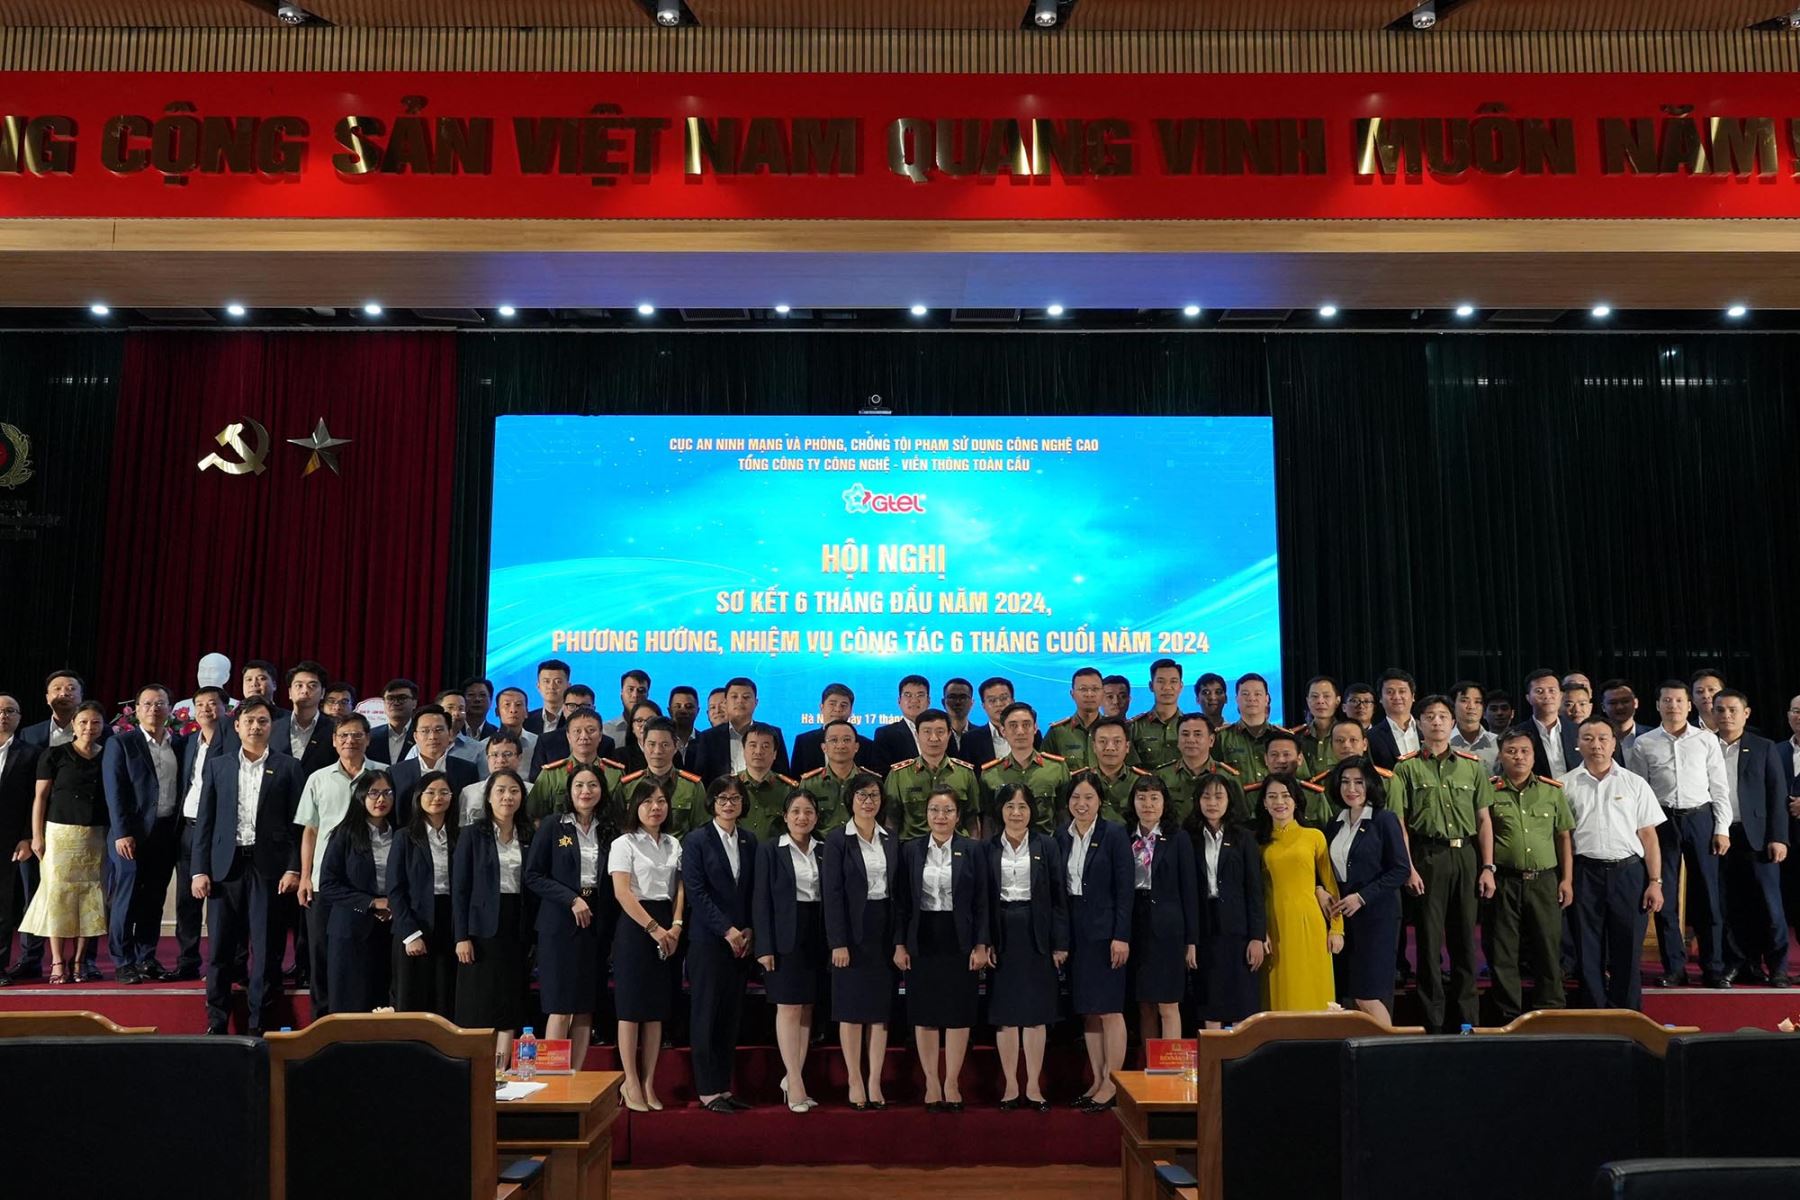 NG CỘNG SẢN VIỆT NAM QUANG VINH MUÔN NĂM!
CỤC AN NINH MẠNG VÀ PHÒNG, CHỐNG TỘI PHẠM SỬ DỤNG CÔNG NGHỆ CAO
TỔNG CÔNG TY CÔNG NGHỆ - VIỄN THÔNG TOÀN CẦU
Gtel
HỘI NGHỊ
SƠ KẾT 6 THÁNG ĐẦU NĂM 2024,
PHƯƠNG HƯỚNG, NHIỆM VỤ CÔNG TÁC 6 THÁNG CUỐI NĂM 2024
17 tháng